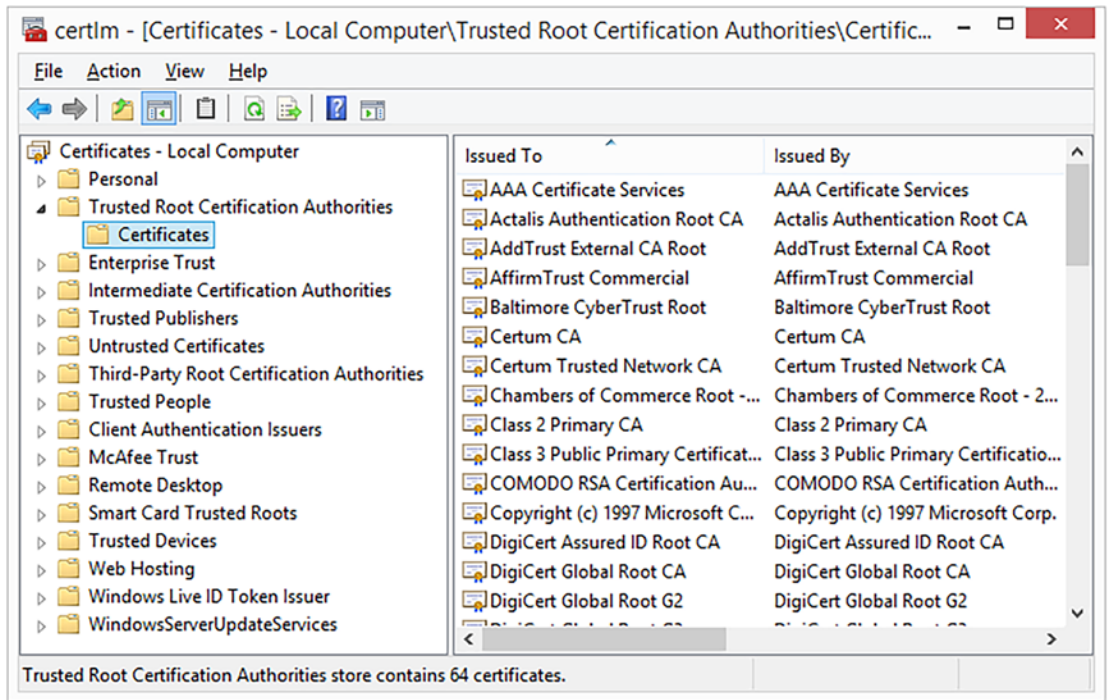 certlm - [Certificates - Local Computer\Trusted Root Certification Authorities\Certific...
File Action View Help
Certificates - Local Computer
Personal
Trusted Root Certification Authorities
Certificates
Enterprise Trust
Intermediate Certification Authorities
Trusted Publishers
Untrusted Certificates
Third-Party Root Certification Authorities
Trusted People
Client Authentication Issuers
McAfee Trust
Remote Desktop
Smart Card Trusted Roots
Trusted Devices
Web Hosting
Windows Live ID Token Issuer
WindowsServerUpdateServices
Issued To Issued By
AAA Certificate Services AAA Certificate Services
Actalis Authentication Root CA Actalis Authentication Root CA
AddTrust External CA Root AddTrust External CA Root
AffirmTrust Commercial AffirmTrust Commercial
Baltimore CyberTrust Root Baltimore CyberTrust Root
Certum CA Certum CA
Certum Trusted Network CA Certum Trusted Network CA
Chambers of Commerce Root -... Chambers of Commerce Root - 2...
Class 2 Primary CA Class 2 Primary CA
Class 3 Public Primary Certificat... Class 3 Public Primary Certificatio...
COMODO RSA Certification Au... COMODO RSA Certification Auth...
Copyright (c) 1997 Microsoft C... Copyright (c) 1997 Microsoft Corp.
DigiCert Assured ID Root CA DigiCert Assured ID Root CA
DigiCert Global Root CA DigiCert Global Root CA
DigiCert Global Root G2 DigiCert Global Root G2
Trusted Root Certification Authorities store contains 64 certificates.